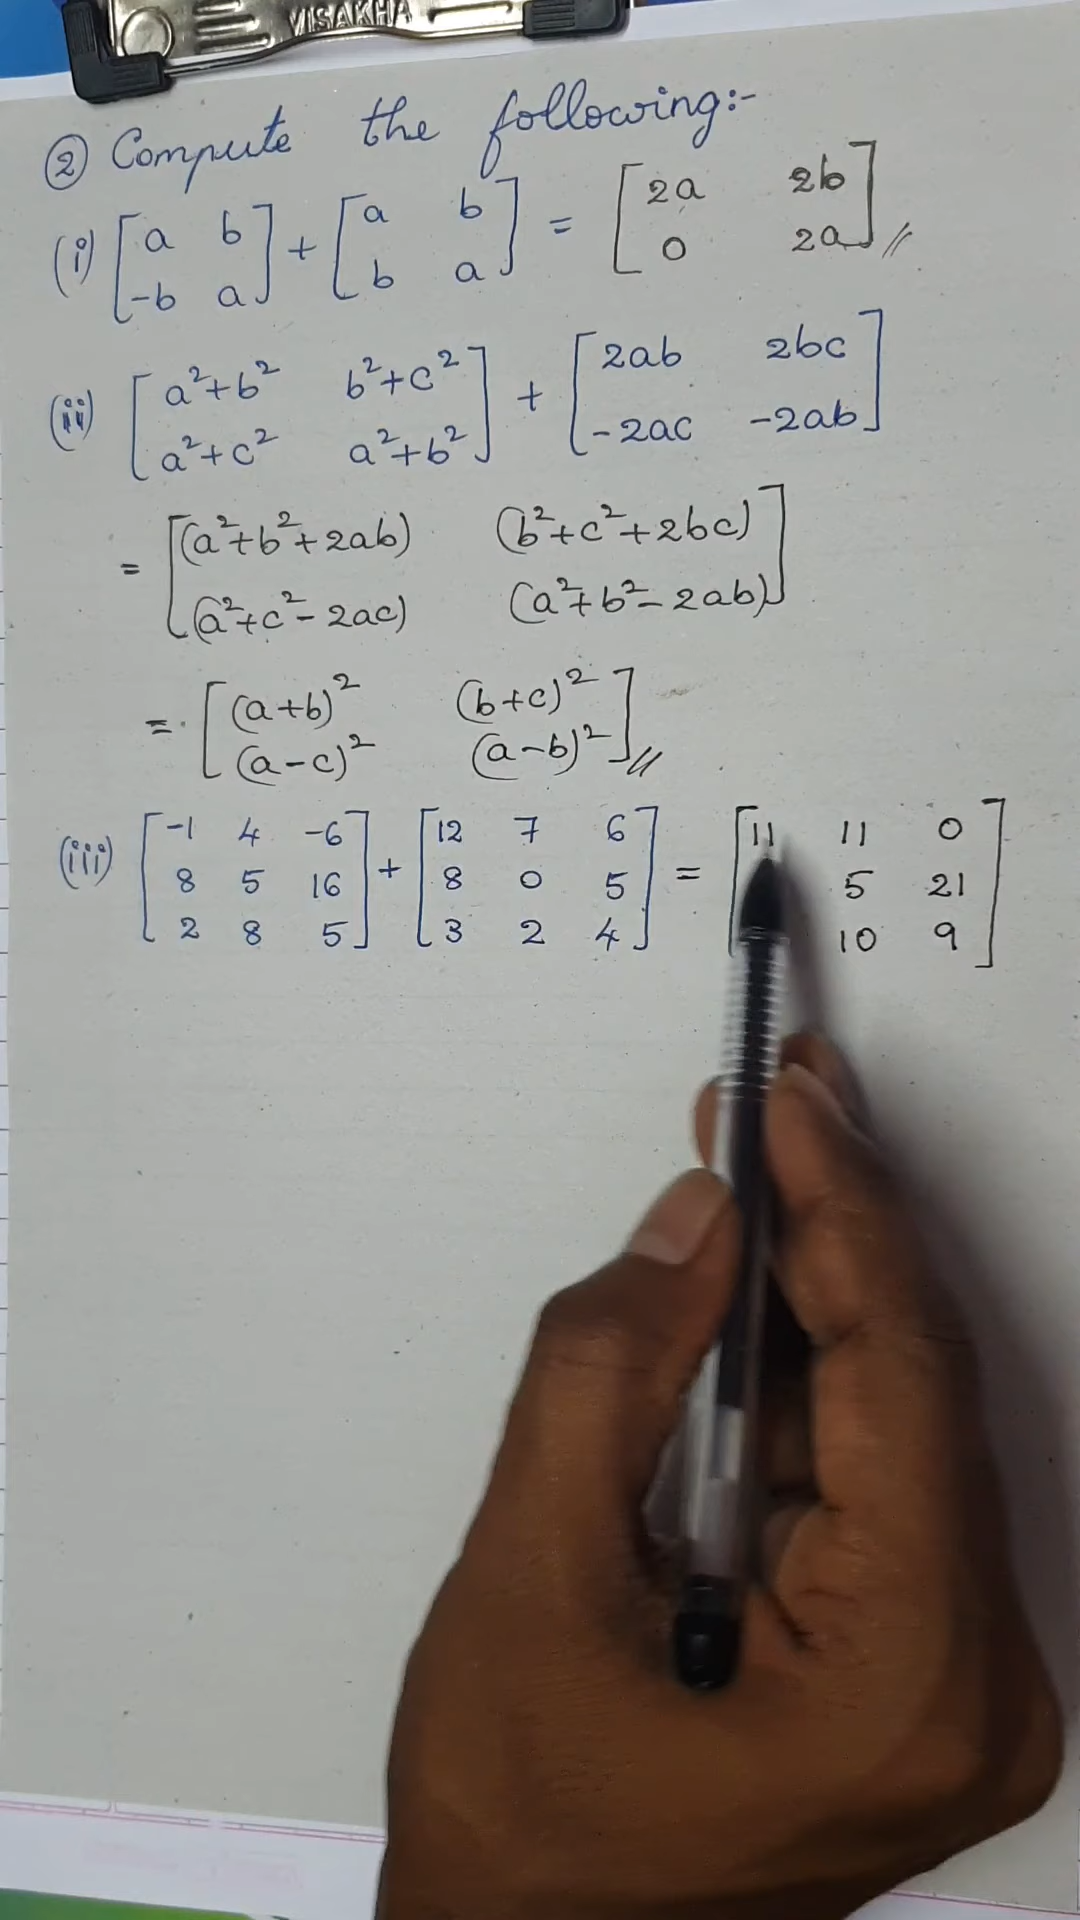 VISAKHA
② Compute the following:-
(i) [a b; -b a] + [a b; b a] = [2a 2b; 0 2a]//
(ii) [a²+b² b²+c²; a²+c² a²+b²] + [2ab 2bc; -2ac -2ab]
= [(a²+b²+2ab) (b²+c²+2bc); (a²+c²-2ac) (a²+b²-2ab)]
= [(a+b)² (b+c)²; (a-c)² (a-b)²]//
(iii) [-1 4 -6; 8 5 16; 2 8 5] + [12 7 6; 8 0 5; 3 2 4] = [11 11 0; 5 21; 10 9]